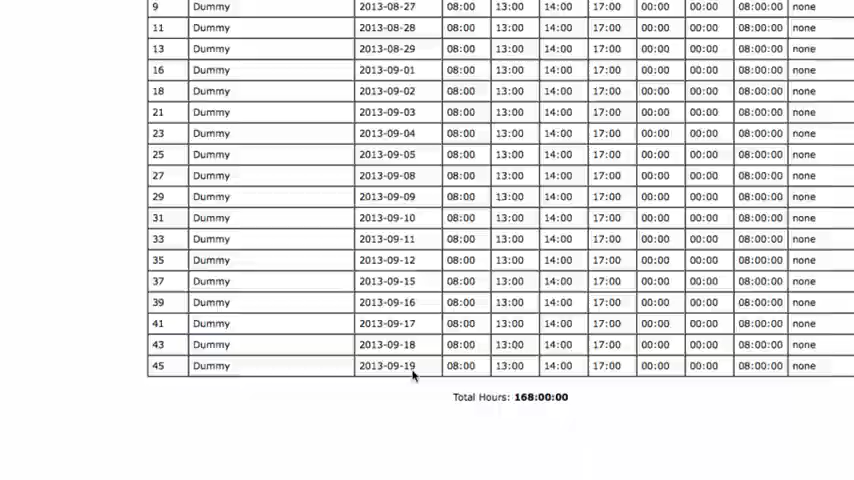 9 Dummy 2013-08-27 08:00 13:00 14:00 17:00 00:00 00:00 08:00:00 none
11 Dummy 2013-08-28 08:00 13:00 14:00 17:00 00:00 00:00 08:00:00 none
13 Dummy 2013-08-29 08:00 13:00 14:00 17:00 00:00 00:00 08:00:00 none
16 Dummy 2013-09-01 08:00 13:00 14:00 17:00 00:00 00:00 08:00:00 none
18 Dummy 2013-09-02 08:00 13:00 14:00 17:00 00:00 00:00 08:00:00 none
21 Dummy 2013-09-03 08:00 13:00 14:00 17:00 00:00 00:00 08:00:00 none
23 Dummy 2013-09-04 08:00 13:00 14:00 17:00 00:00 00:00 08:00:00 none
25 Dummy 2013-09-05 08:00 13:00 14:00 17:00 00:00 00:00 08:00:00 none
27 Dummy 2013-09-08 08:00 13:00 14:00 17:00 00:00 00:00 08:00:00 none
29 Dummy 2013-09-09 08:00 13:00 14:00 17:00 00:00 00:00 08:00:00 none
31 Dummy 2013-09-10 08:00 13:00 14:00 17:00 00:00 00:00 08:00:00 none
33 Dummy 2013-09-11 08:00 13:00 14:00 17:00 00:00 00:00 08:00:00 none
35 Dummy 2013-09-12 08:00 13:00 14:00 17:00 00:00 00:00 08:00:00 none
37 Dummy 2013-09-15 08:00 13:00 14:00 17:00 00:00 00:00 08:00:00 none
39 Dummy 2013-09-16 08:00 13:00 14:00 17:00 00:00 00:00 08:00:00 none
41 Dummy 2013-09-17 08:00 13:00 14:00 17:00 00:00 00:00 08:00:00 none
43 Dummy 2013-09-18 08:00 13:00 14:00 17:00 00:00 00:00 08:00:00 none
45 Dummy 2013-09-19 08:00 13:00 14:00 17:00 00:00 00:00 08:00:00 none
Total Hours: 168:00:00